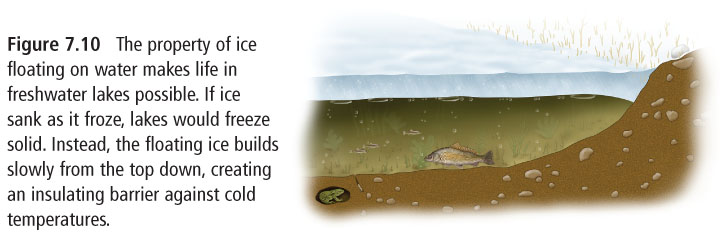 Figure 7.10 The property of ice
floating on water makes life in
freshwater lakes possible. If ice
sank as it froze, lakes would freeze
solid. Instead, the floating ice builds
slowly from the top down, creating
an insulating barrier against cold
temperatures.